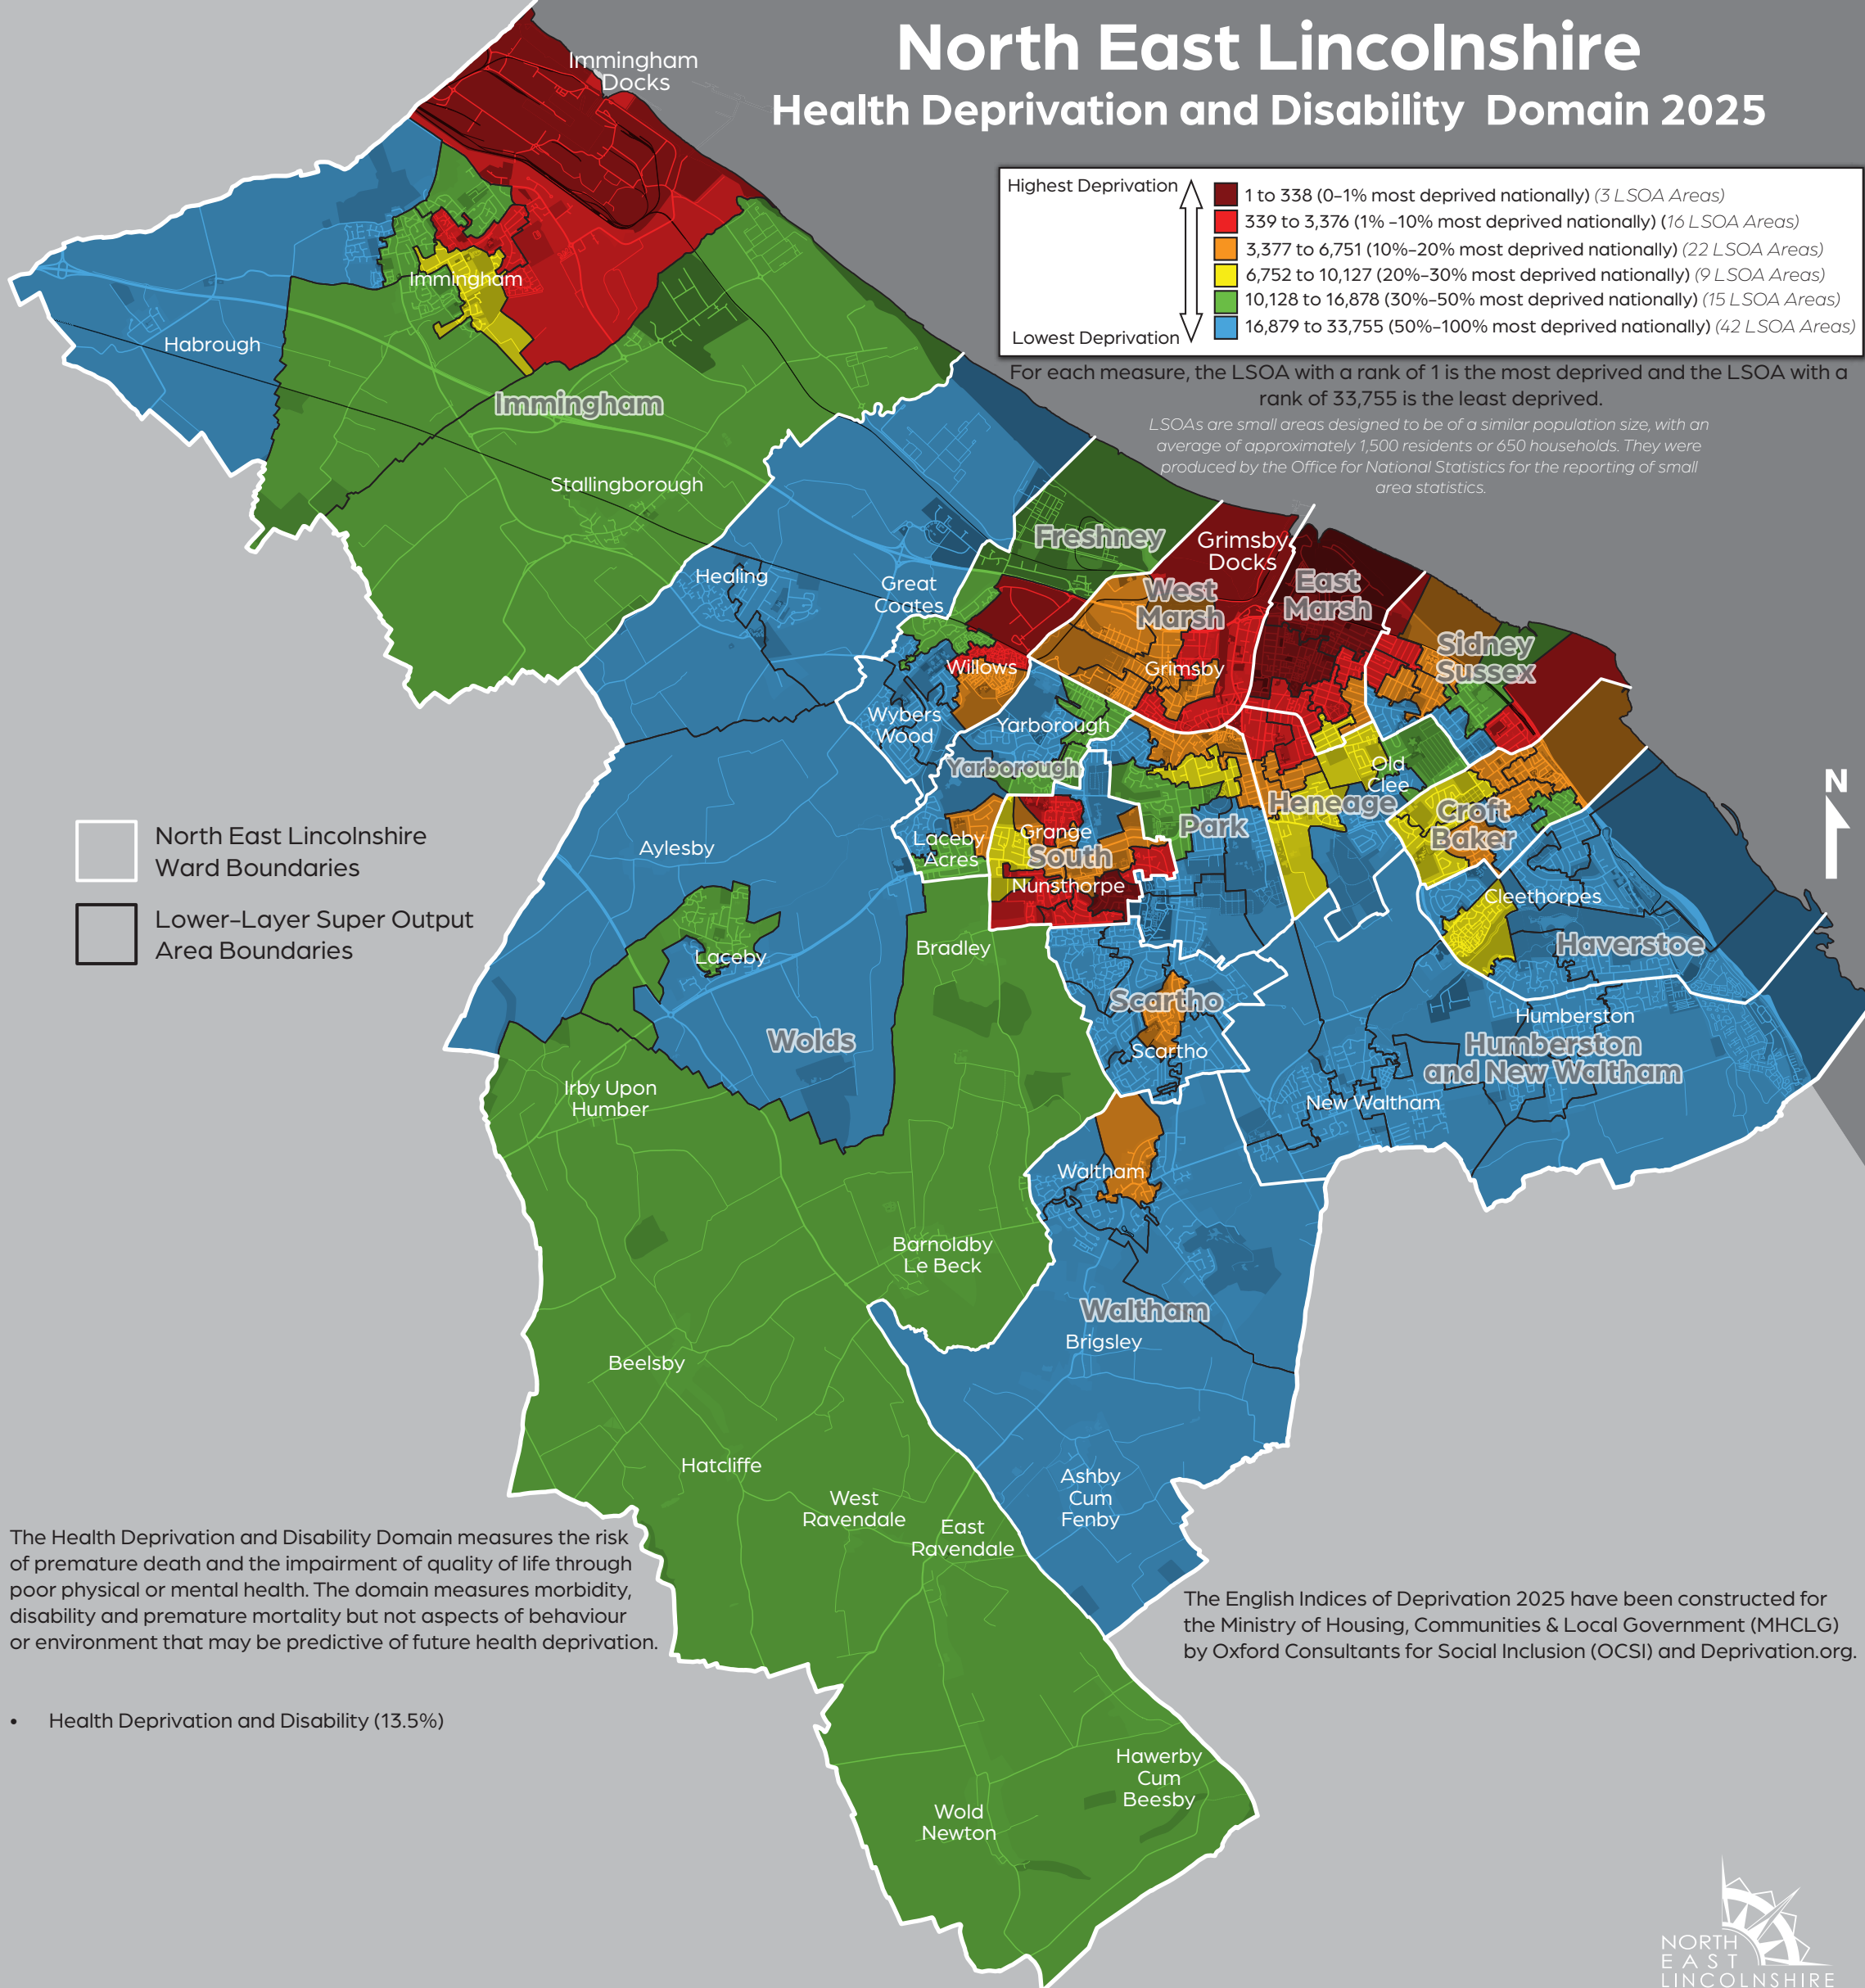 North East Lincolnshire
Health Deprivation and Disability Domain 2025
Highest Deprivation
Lowest Deprivation
1 to 338 (0-1% most deprived nationally) (3 LSOA Areas)
339 to 3,376 (1% -10% most deprived nationally) (16 LSOA Areas)
3,377 to 6,751 (10%-20% most deprived nationally) (22 LSOA Areas)
6,752 to 10,127 (20%-30% most deprived nationally) (9 LSOA Areas)
10,128 to 16,878 (30%-50% most deprived nationally) (15 LSOA Areas)
16,879 to 33,755 (50%-100% most deprived nationally) (42 LSOA Areas)
For each measure, the LSOA with a rank of 1 is the most deprived and the LSOA with a
rank of 33,755 is the least deprived.
LSOAs are small areas designed to be of a similar population size, with an
average of approximately 1,500 residents or 650 households. They were
produced by the Office for National Statistics for the reporting of small
area statistics.
Immingham
Docks
Immingham
Habrough
Immingham
Stallingborough
Healing
Great
Coates
Freshney
Grimsby
Docks
West
Marsh
East
Marsh
Sidney
Sussex
Willows
Grimsby
Wybers
Wood
Yarborough
Yarborough
Old
Clee
Heneage
Croft
Baker
Park
Laceby
Acres
Grange
South
Nunsthorpe
Cleethorpes
Haverstoe
N
North East Lincolnshire
Ward Boundaries
Lower-Layer Super Output
Area Boundaries
Aylesby
Laceby
Bradley
Wolds
Scartho
Scartho
Humberston
Humberston
and New Waltham
New Waltham
Irby Upon
Humber
Waltham
Barnoldby
Le Beck
Waltham
Brigsley
Beelsby
Hatcliffe
West
Ravendale
East
Ravendale
Ashby
Cum
Fenby
The Health Deprivation and Disability Domain measures the risk
of premature death and the impairment of quality of life through
poor physical or mental health. The domain measures morbidity,
disability and premature mortality but not aspects of behaviour
or environment that may be predictive of future health deprivation.
• Health Deprivation and Disability (13.5%)
The English Indices of Deprivation 2025 have been constructed for
the Ministry of Housing, Communities & Local Government (MHCLG)
by Oxford Consultants for Social Inclusion (OCSI) and Deprivation.org.
Hawerby
Cum
Beesby
Wold
Newton
NORTH
EAST
LINCOLNSHIRE